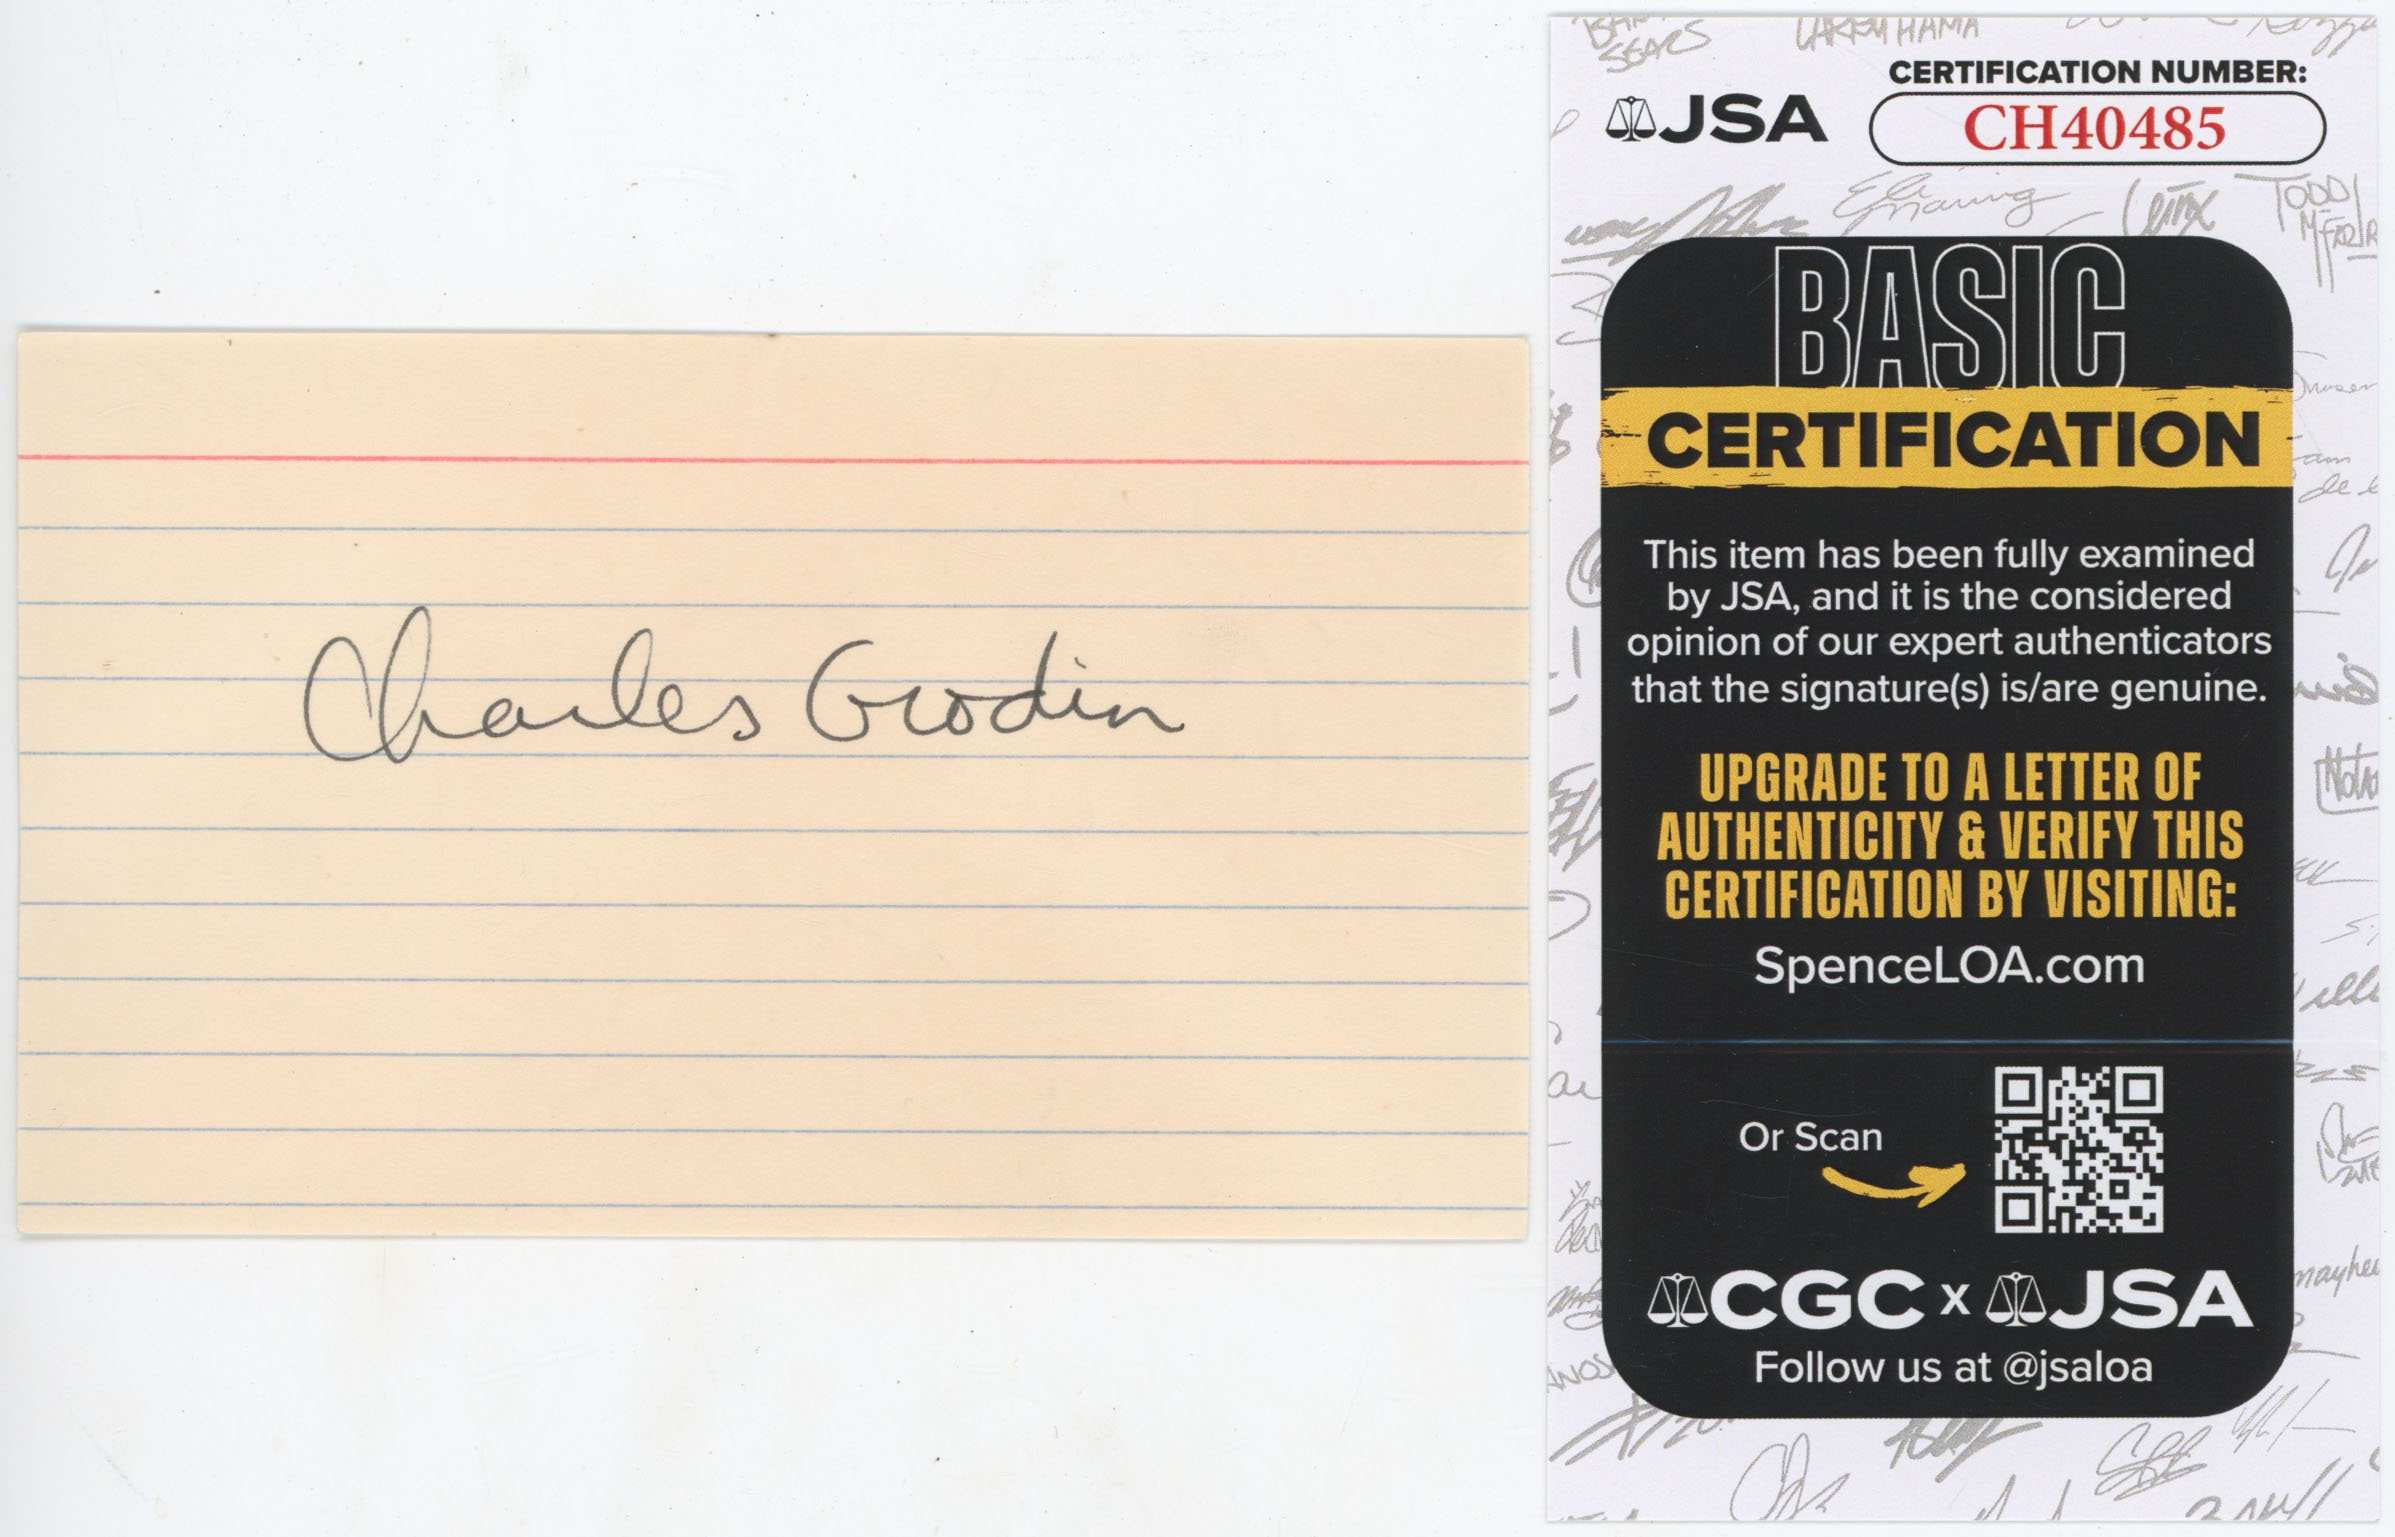 Charles Grodin
JSA
CERTIFICATION NUMBER:
CH40485
BASIC
CERTIFICATION
This item has been fully examined
by JSA, and it is the considered
opinion of our expert authenticators
that the signature(s) is/are genuine.
UPGRADE TO A LETTER OF
AUTHENTICITY & VERIFY THIS
CERTIFICATION BY VISITING:
SpenceLOA.com
Or Scan
CGC x JSA
Follow us at @jsaloa